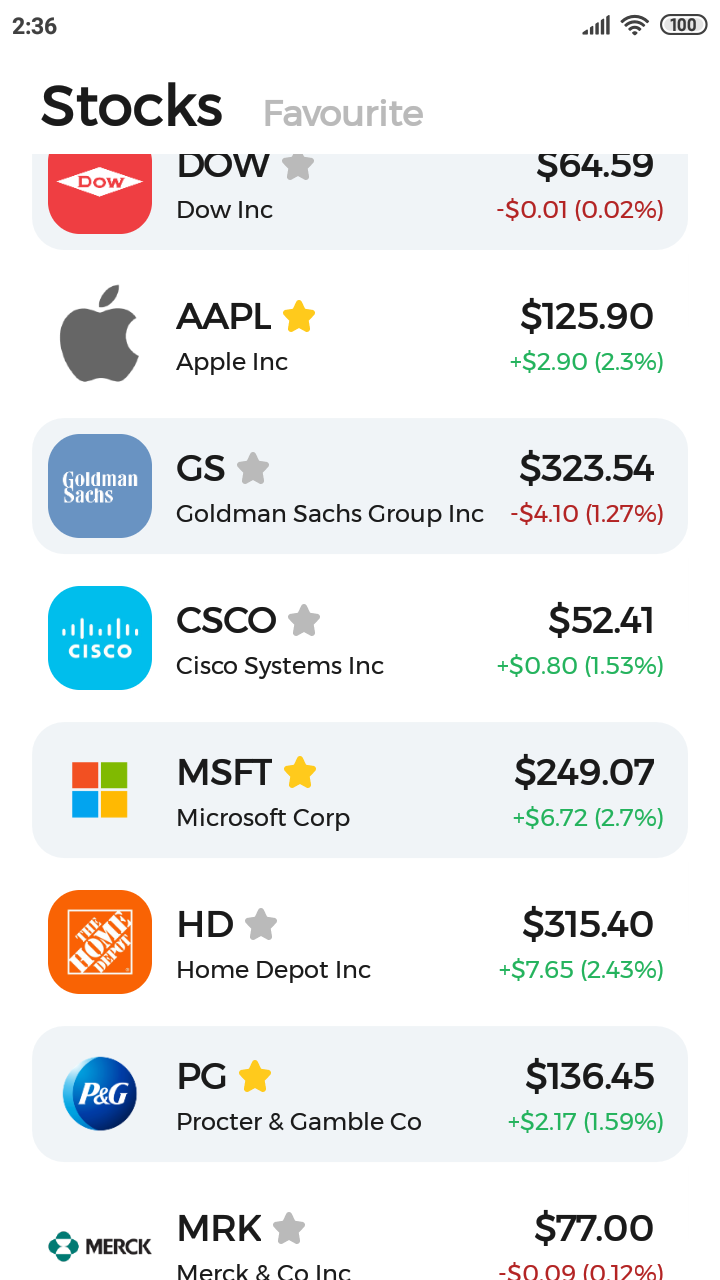 2:36 100
Stocks Favourite
DOW $64.59
DOW
Dow Inc -$0.01 (0.02%)
AAPL $125.90
Apple Inc +$2.90 (2.3%)
GS $323.54
Goldman
Sachs
Goldman Sachs Group Inc -$4.10 (1.27%)
CSCO $52.41
CISCO
Cisco Systems Inc +$0.80 (1.53%)
MSFT $249.07
Microsoft Corp +$6.72 (2.7%)
HD $315.40
THE
HOME
DEPOT
Home Depot Inc +$7.65 (2.43%)
PG $136.45
P&G
Procter & Gamble Co +$2.17 (1.59%)
MRK $77.00
MERCK
Merck & Co Inc -$0.09 (0.12%)